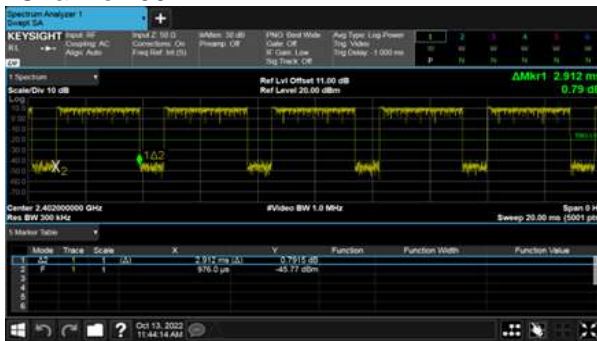 Spectrum Analyzer 1
Swept SA
KEYSIGHT Input: RF
Coupling: AC
Align: Auto
Input Z: 50 Ω
Corrections: On
Freq Ref: Int (S)
Atten: 30 dB
Preamp: Off
PNO: Best Wide
Gate: Off
IF Gain: Low
Sig Track: Off
Avg Type: Log-Power
Trig: Video
Trig Delay: -1.000 ms
1 2 3 4 5 6
P N N N N N
1 Spectrum
Scale/Div 10 dB
Log
Ref Lvl Offset 11.00 dB
Ref Level 20.00 dBm
ΔMkr1 2.912 m
0.79 d
1Δ2
X2
Center 2.402000000 GHz
Res BW 300 kHz
#Video BW 1.0 MHz
Span 0 H
Sweep 20.00 ms (5001 pt
5 Marker Table
Mode Trace Scale X Y Function Function Width Function Value
1 Δ2 1 t (Δ) 2.912 ms (Δ) 0.7915 dB
2 F 1 t 976.0 µs -45.77 dBm
3
4
5
6
?
Oct 13, 2022
11:44:14 AM